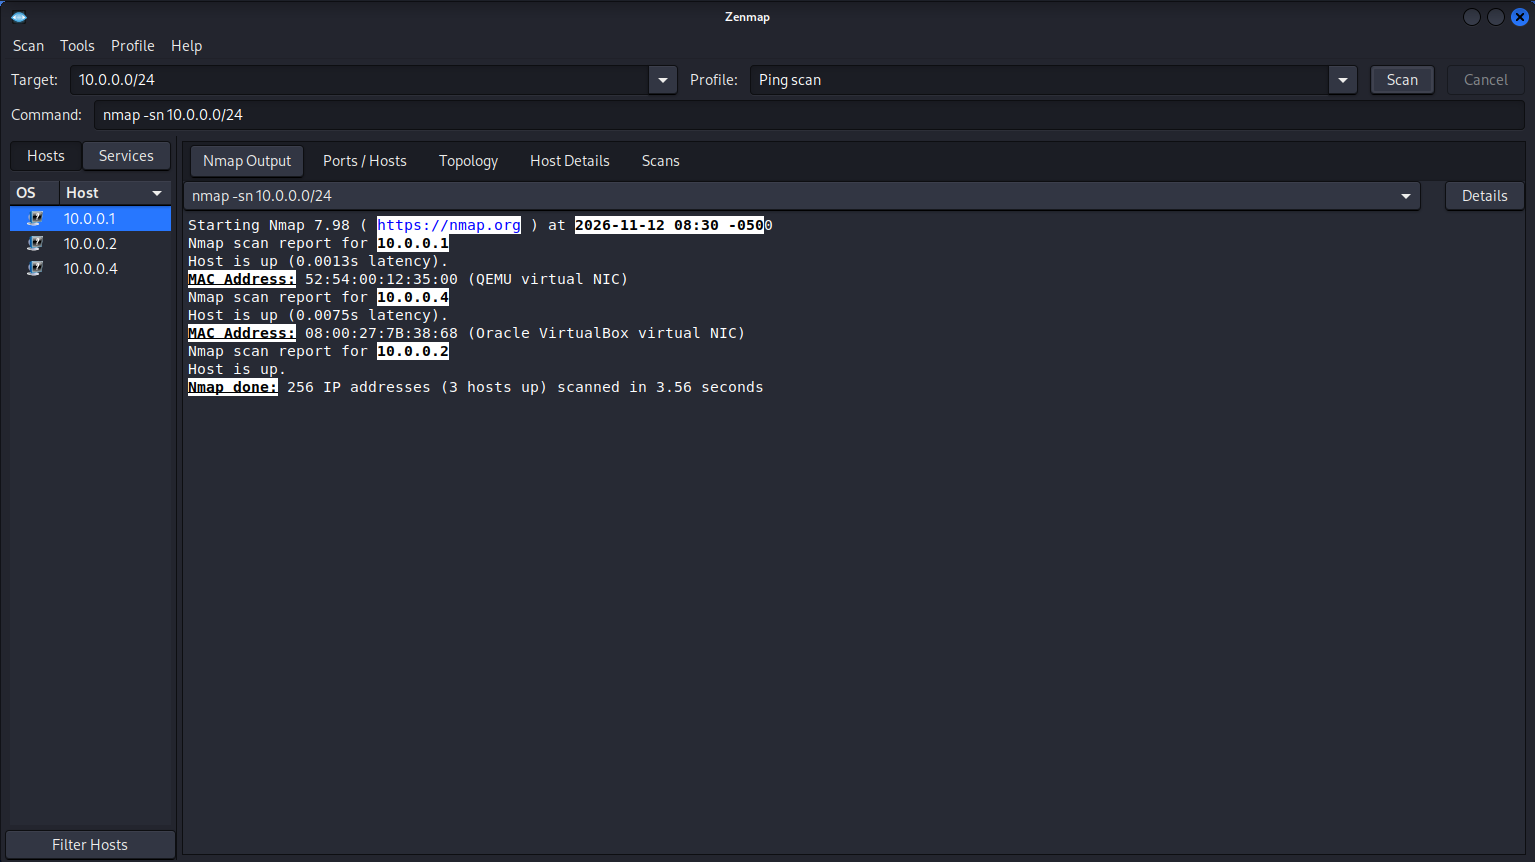 Zenmap
Scan Tools Profile Help
Target: 10.0.0.0/24 Profile: Ping scan Scan Cancel
Command: nmap -sn 10.0.0.0/24
Hosts Services
OS Host
10.0.0.1
10.0.0.2
10.0.0.4
Filter Hosts
Nmap Output Ports / Hosts Topology Host Details Scans
nmap -sn 10.0.0.0/24 Details
Starting Nmap 7.98 ( https://nmap.org ) at 2026-11-12 08:30 -0500
Nmap scan report for 10.0.0.1
Host is up (0.0013s latency).
MAC Address: 52:54:00:12:35:00 (QEMU virtual NIC)
Nmap scan report for 10.0.0.4
Host is up (0.0075s latency).
MAC Address: 08:00:27:7B:38:68 (Oracle VirtualBox virtual NIC)
Nmap scan report for 10.0.0.2
Host is up.
Nmap done: 256 IP addresses (3 hosts up) scanned in 3.56 seconds